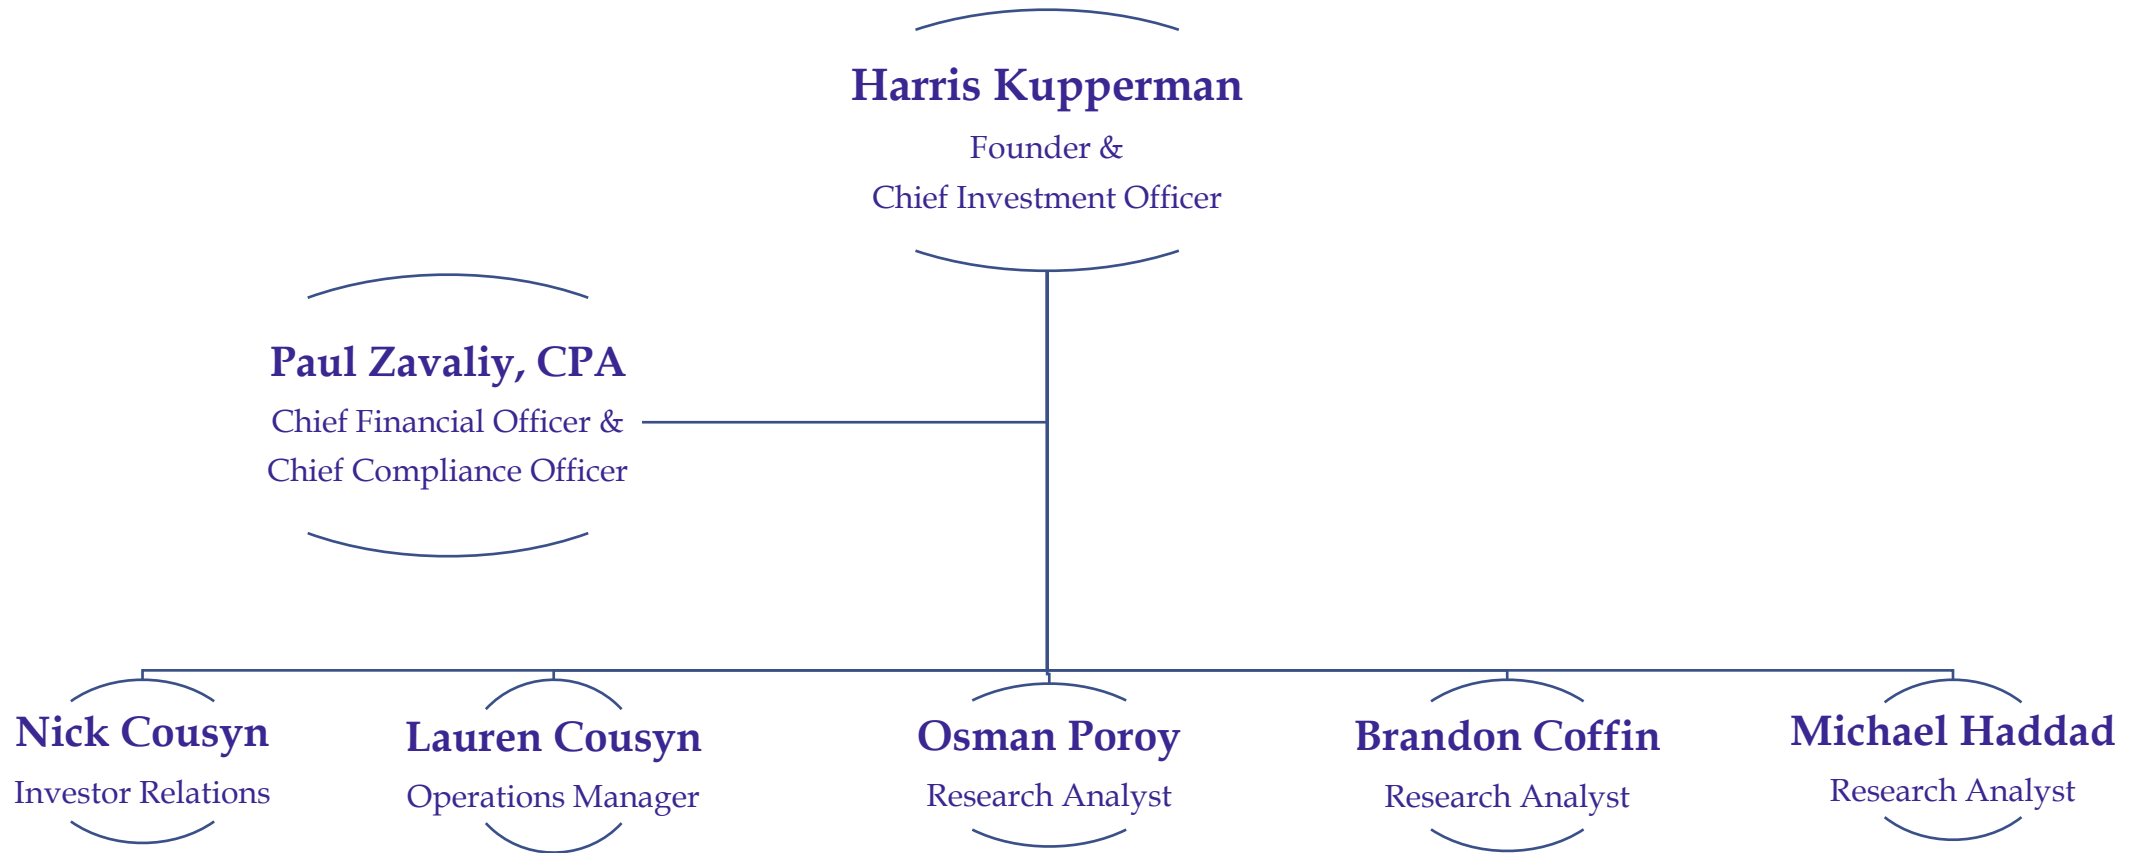 Harris Kupperman
Founder &
Chief Investment Officer
Paul Zavaliy, CPA
Chief Financial Officer &
Chief Compliance Officer
Nick Cousyn
Investor Relations
Lauren Cousyn
Operations Manager
Osman Poroy
Research Analyst
Brandon Coffin
Research Analyst
Michael Haddad
Research Analyst